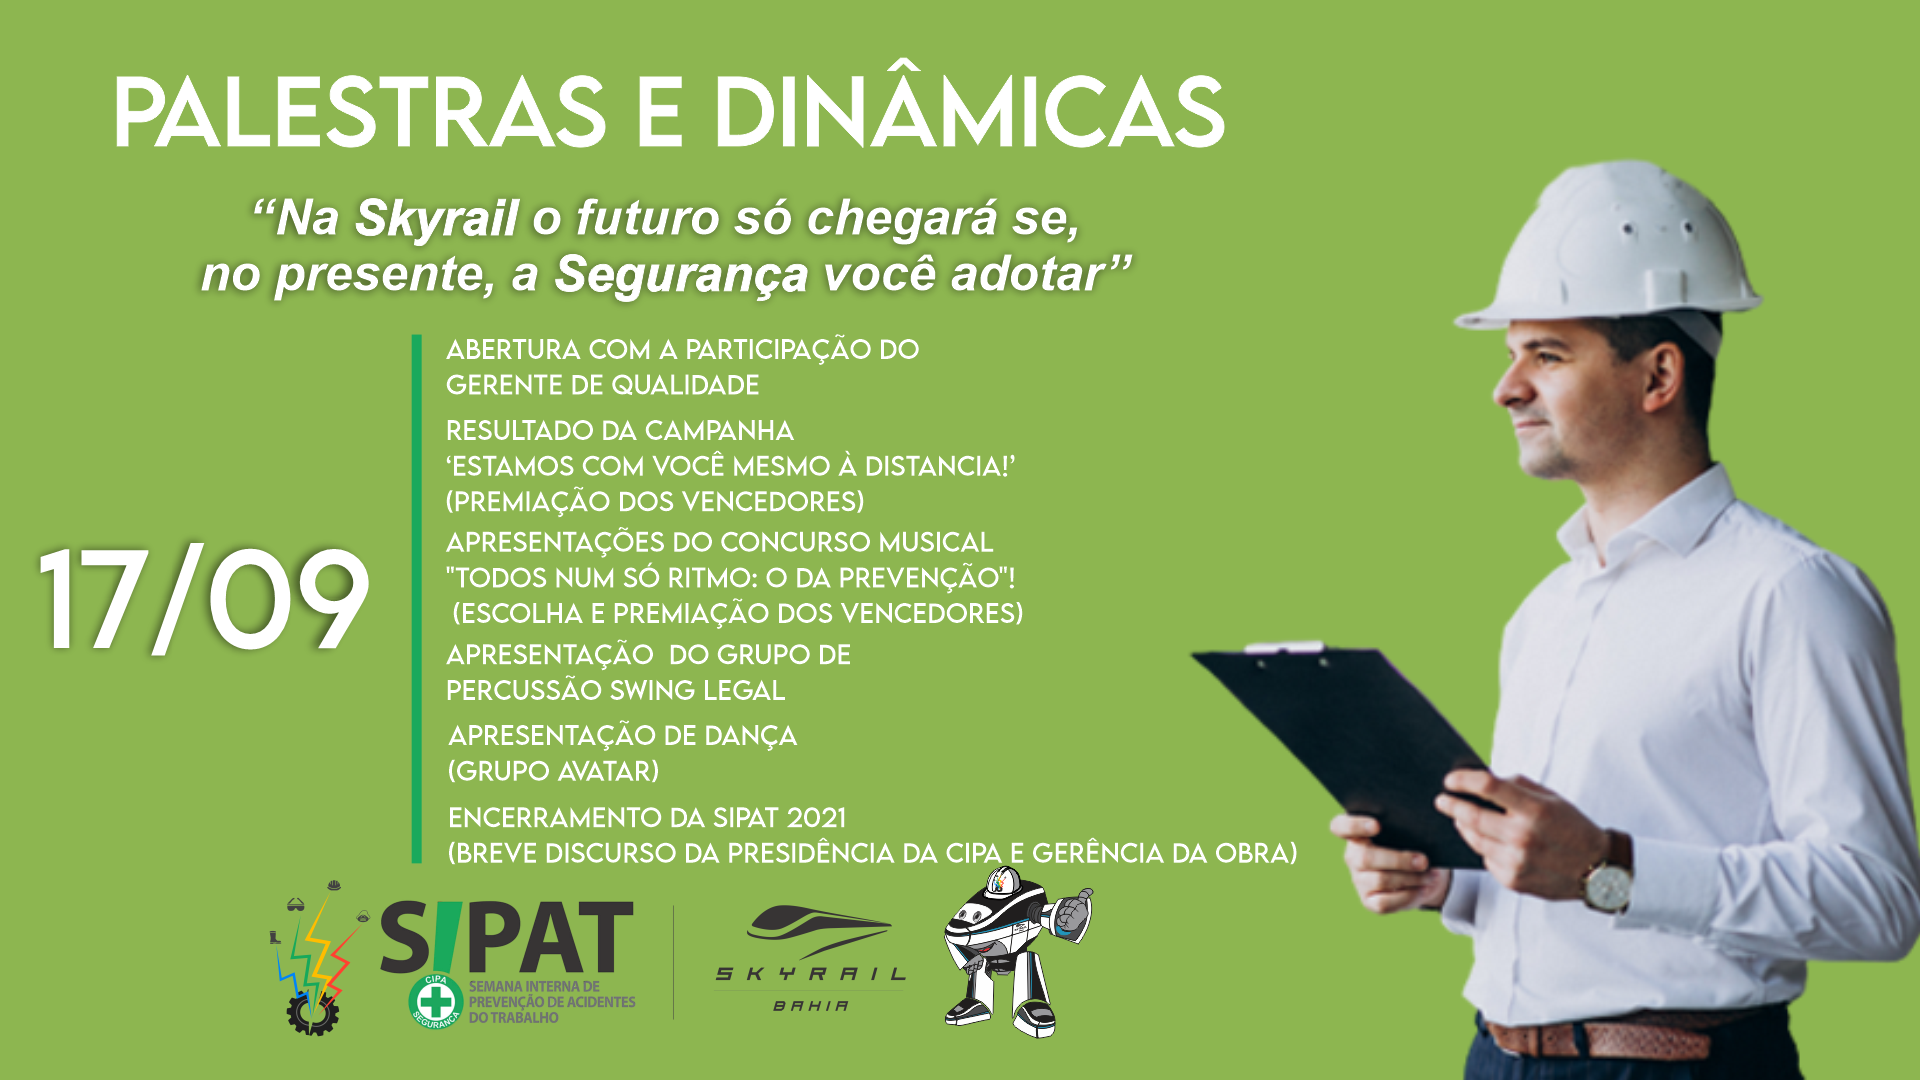 PALESTRAS E DINÂMICAS
“Na Skyrail o futuro só chegará se,
no presente, a Segurança você adotar”
17/09
ABERTURA COM A PARTICIPAÇÃO DO
GERENTE DE QUALIDADE
RESULTADO DA CAMPANHA
‘ESTAMOS COM VOCÊ MESMO À DISTANCIA!’
(PREMIAÇÃO DOS VENCEDORES)
APRESENTAÇÕES DO CONCURSO MUSICAL
"TODOS NUM SÓ RITMO: O DA PREVENÇÃO"!
(ESCOLHA E PREMIAÇÃO DOS VENCEDORES)
APRESENTAÇÃO DO GRUPO DE
PERCUSSÃO SWING LEGAL
APRESENTAÇÃO DE DANÇA
(GRUPO AVATAR)
ENCERRAMENTO DA SIPAT 2021
(BREVE DISCURSO DA PRESIDÊNCIA DA CIPA E GERÊNCIA DA OBRA)
SIPAT
CIPA
SEGURANÇA
SEMANA INTERNA DE
PREVENÇÃO DE ACIDENTES
DO TRABALHO
SKYRAIL
BAHIA